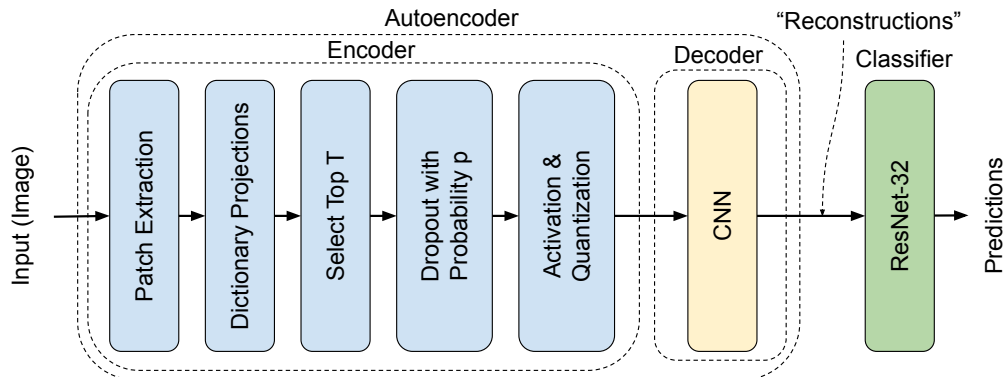 Autoencoder
“Reconstructions”
Encoder
Decoder
Classifier
Input (Image)
Patch Extraction
Dictionary Projections
Select Top T
Dropout with
Probability p
Activation &
Quantization
CNN
ResNet-32
Predictions